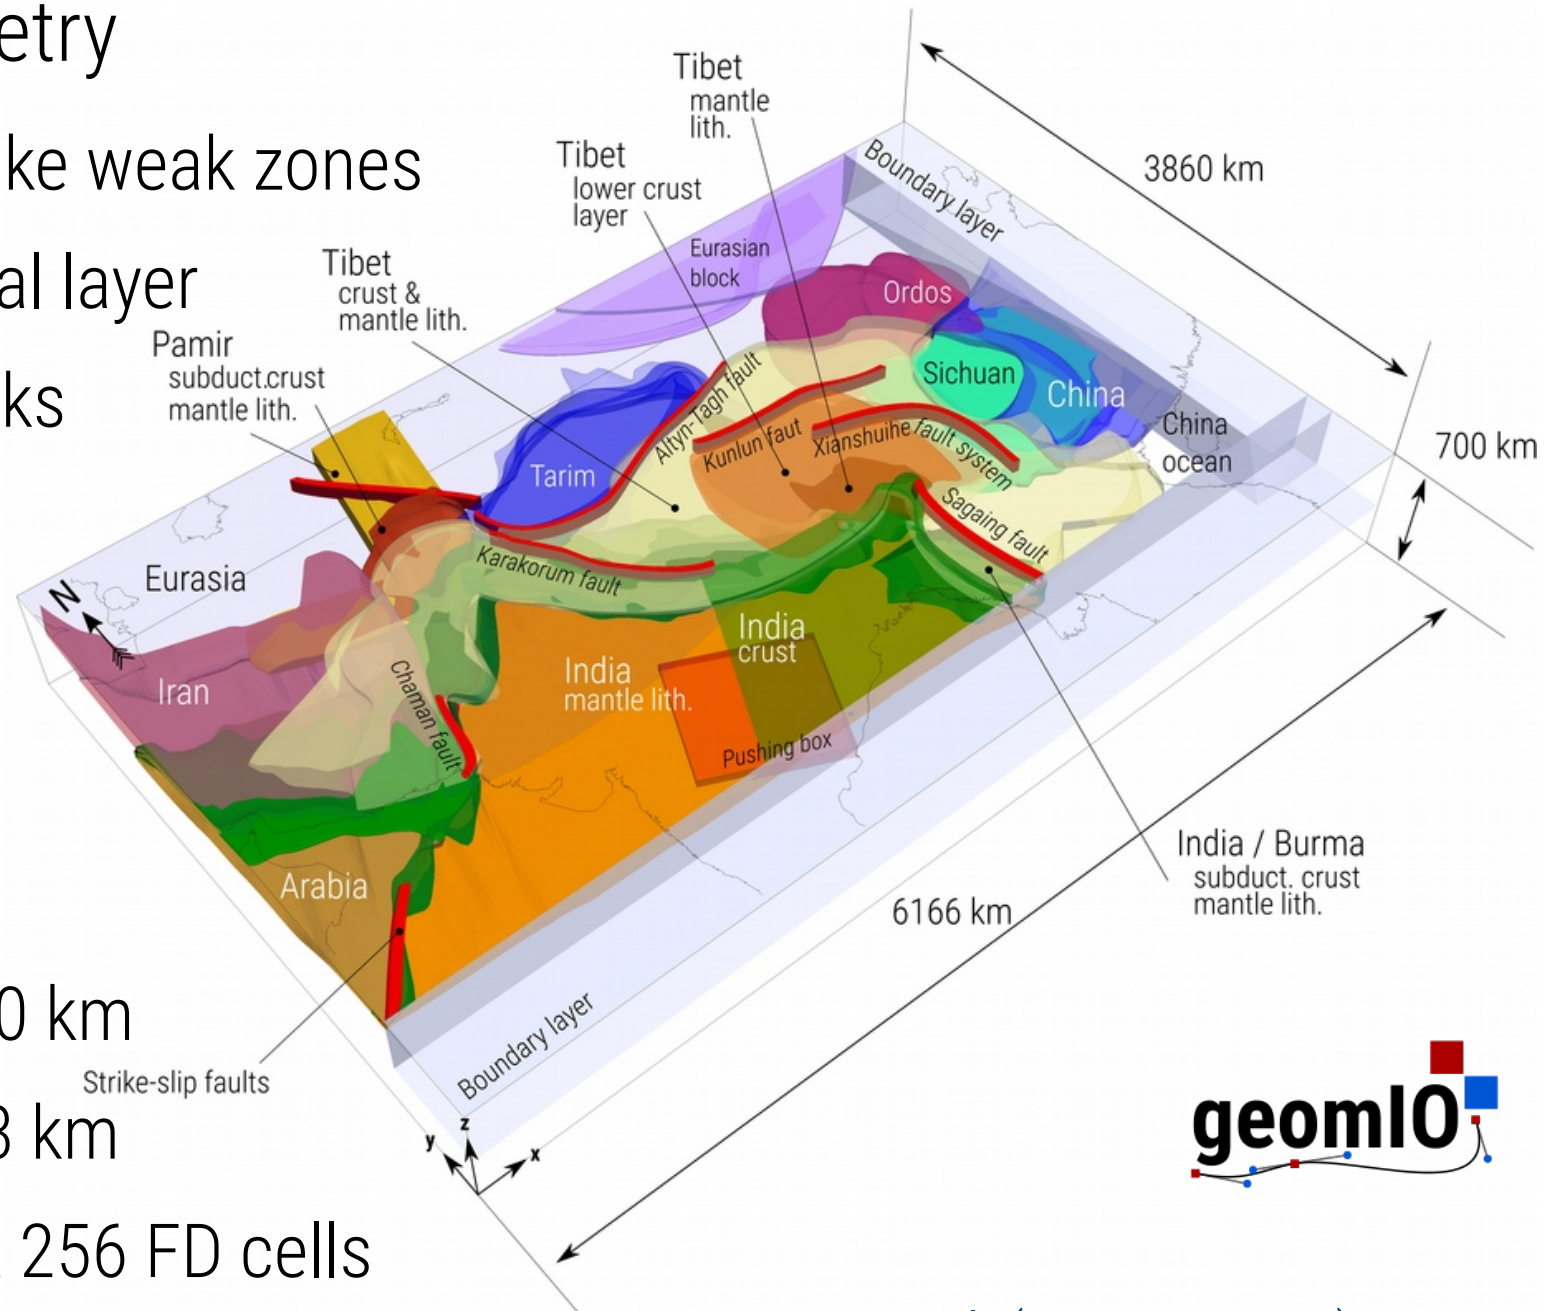 etry
ke weak zones
al layer
ks
0 km
3 km
256 FD cells
Tibet
mantle
lith.
Tibet
lower crust
layer
Tibet
crust &
mantle lith.
Pamir
subduct.crust
mantle lith.
Boundary layer
3860 km
Eurasian
block
Ordos
Sichuan
China
China
ocean
700 km
Altyn-Tagh fault
Kunlun faut
Xianshuihe fault system
Tarim
Sagaing fault
Karakorum fault
Eurasia
N
Iran
Chaman fault
India
crust
India
mantle lith.
Pushing box
Arabia
India / Burma
subduct. crust
mantle lith.
6166 km
Strike-slip faults
Boundary layer
y
z
x
geomIO